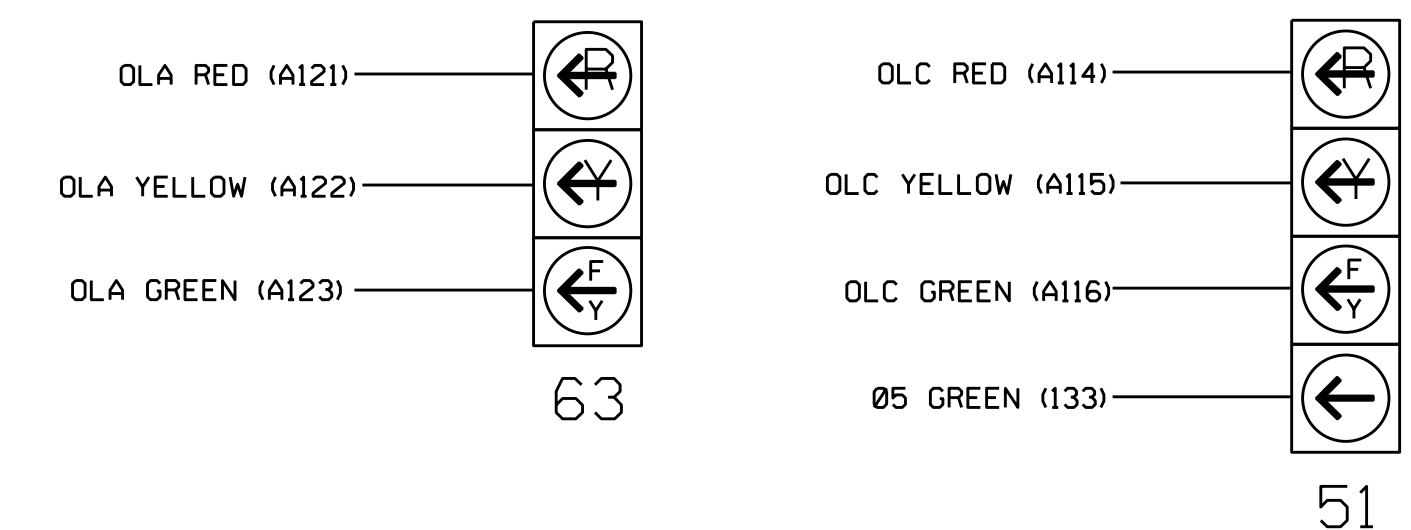 OLA RED (A121)
R
OLA YELLOW (A122)
Y
OLA GREEN (A123)
F
Y
63
OLC RED (A114)
R
OLC YELLOW (A115)
Y
OLC GREEN (A116)
F
Y
Ø5 GREEN (133)
51